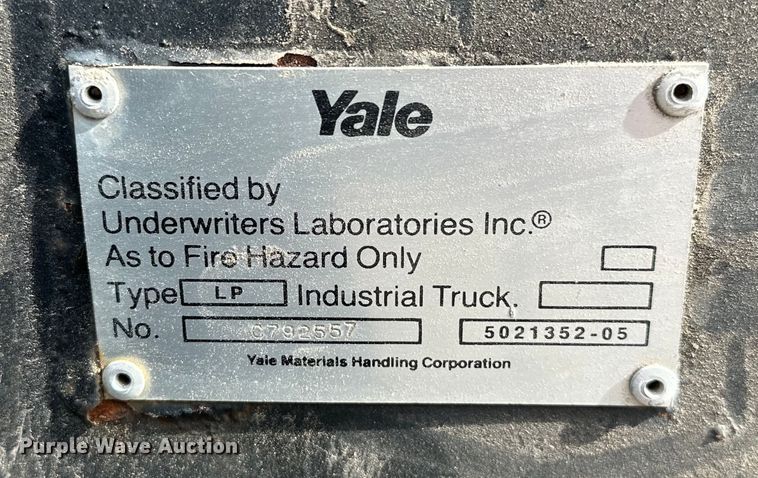 Yale
Classified by
Underwriters Laboratories Inc.®
As to Fire Hazard Only
Type LP Industrial Truck.
No. C792557 5021352-05
Yale Materials Handling Corporation
Purple Wave Auction